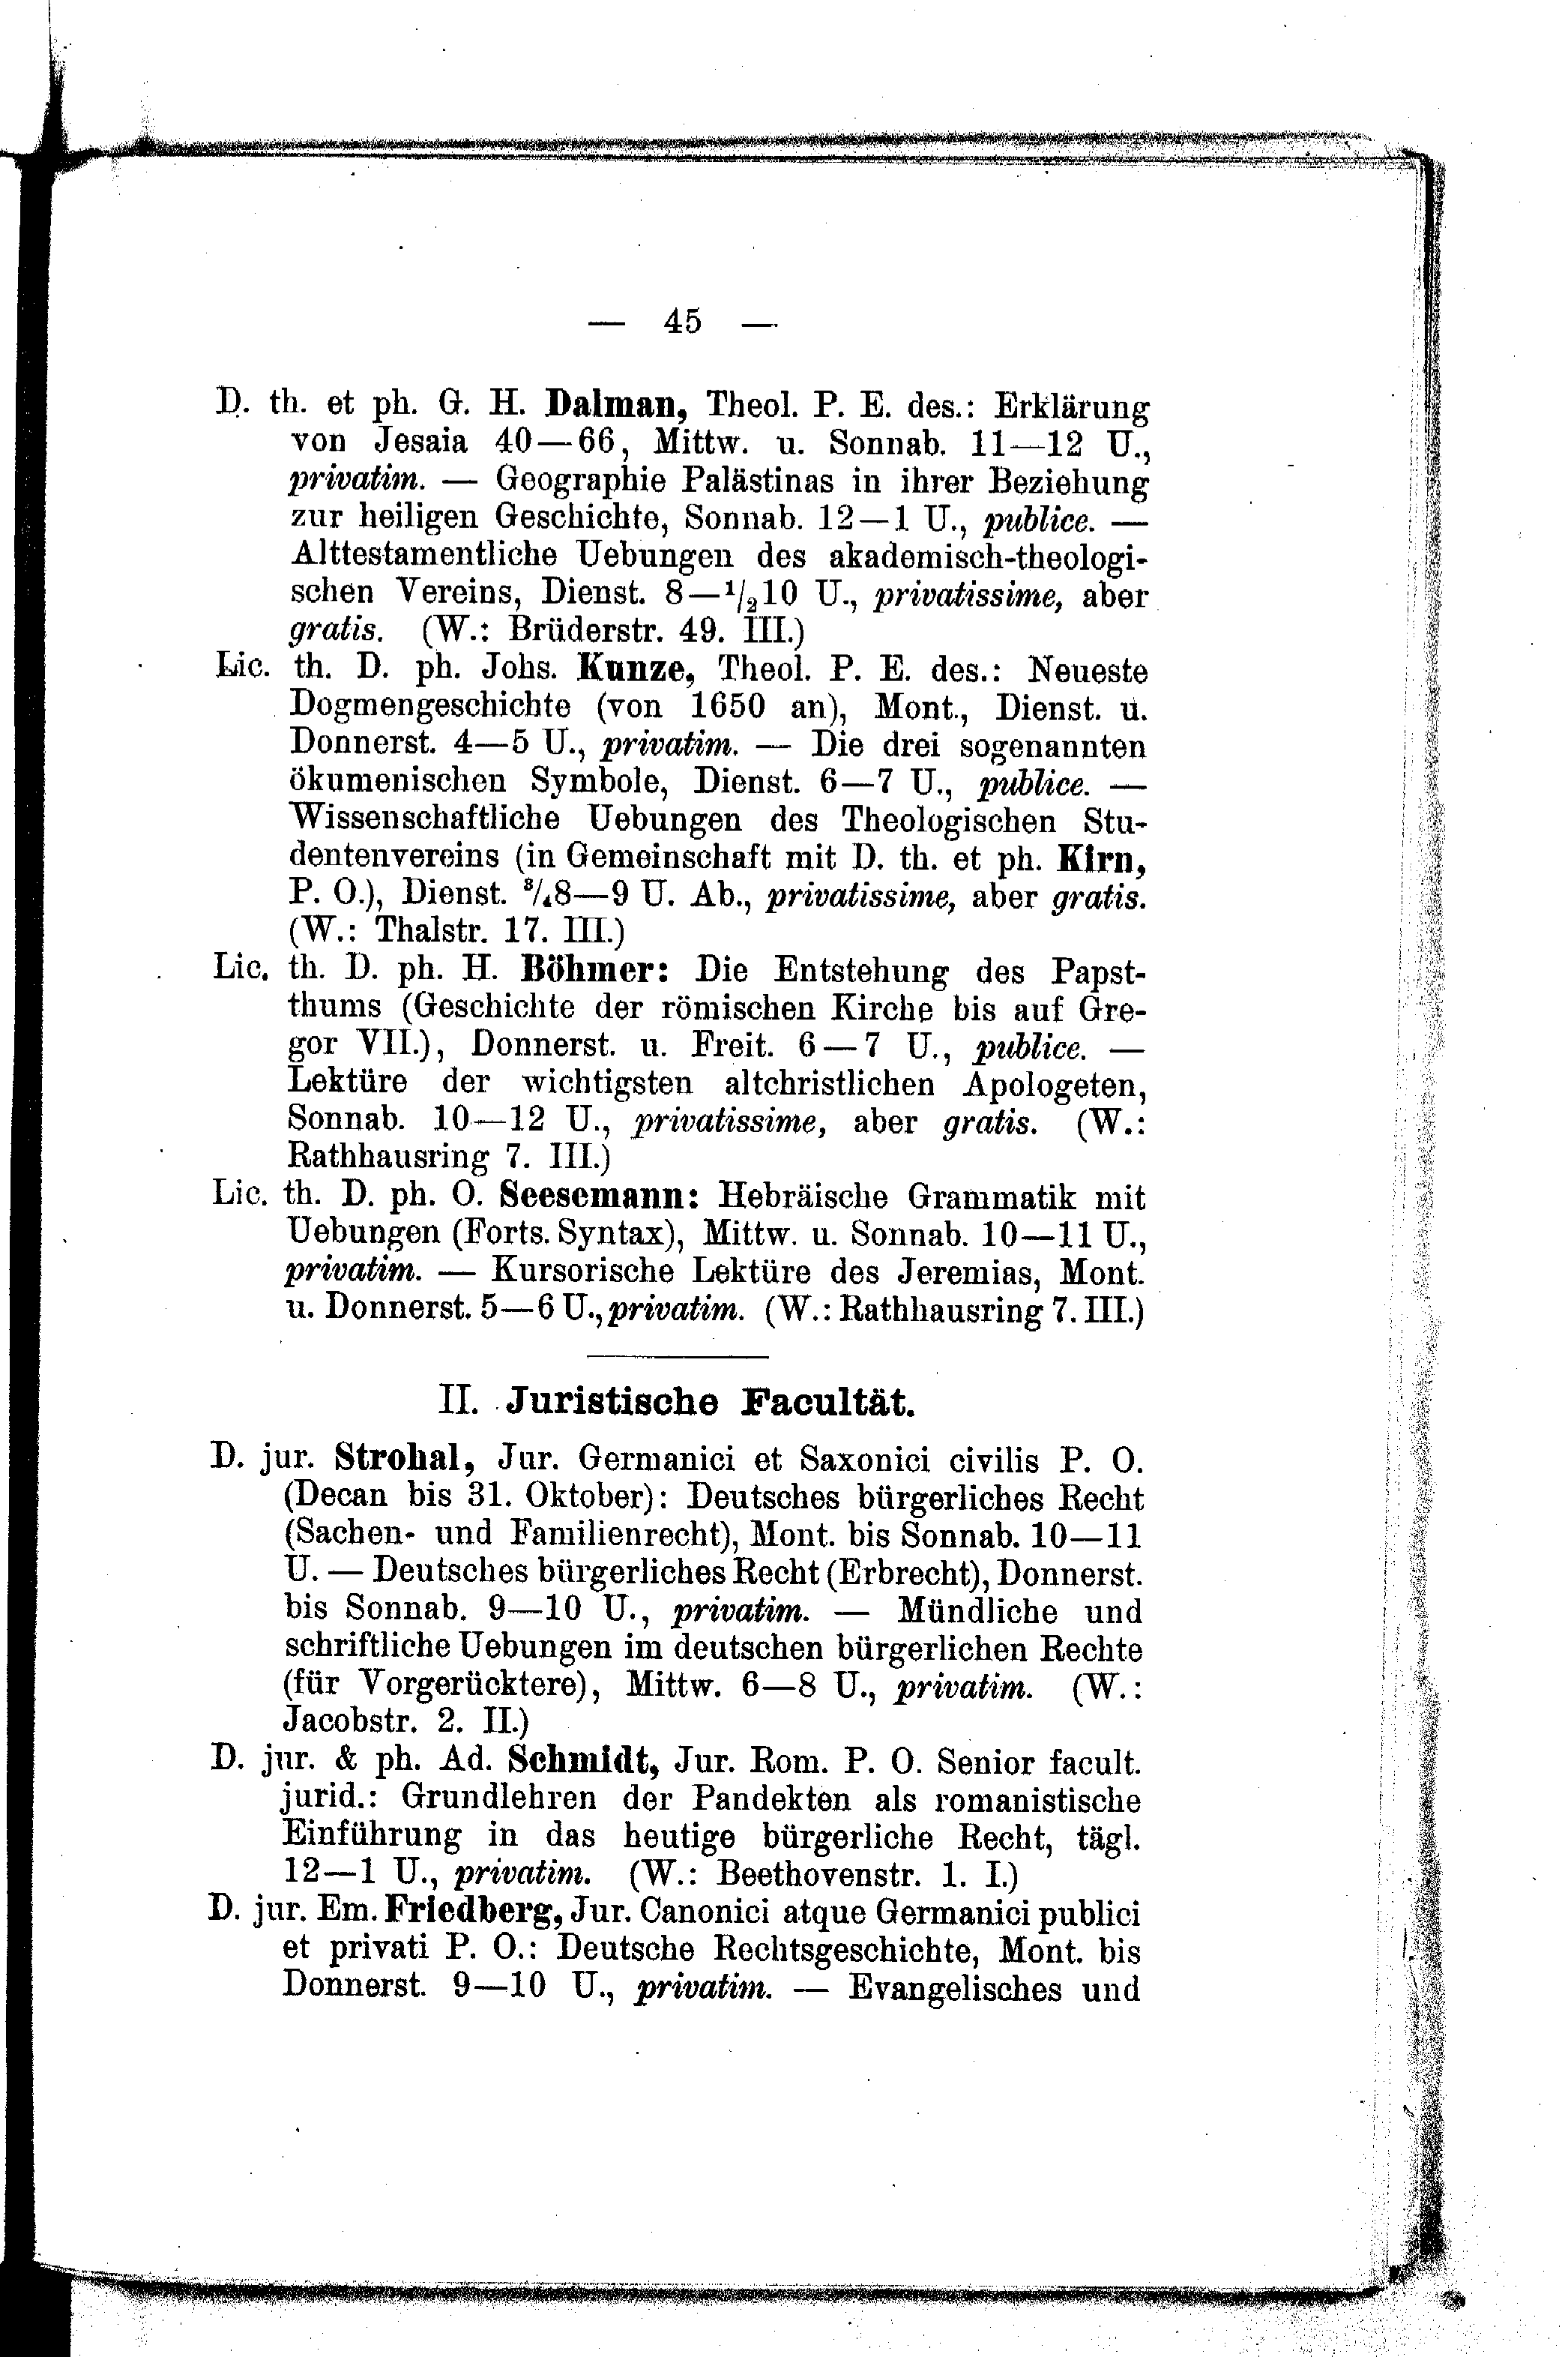 — 45 —
D. th. et ph. G. H. Dalman, Theol. P. E. des.: Erklärung
von Jesaia 40—66, Mittw. u. Sonnab. 11—12 U.,
privatim. — Geographie Palästinas in ihrer Beziehung
zur heiligen Geschichte, Sonnab. 12—1 U., publice. —
Alttestamentliche Uebungen des akademisch-theologi-
schen Vereins, Dienst. 8—1/210 U., privatissime, aber
gratis. (W.: Brüderstr. 49. III.)
Lic. th. D. ph. Johs. Kunze, Theol. P. E. des.: Neueste
Dogmengeschichte (von 1650 an), Mont., Dienst. u.
Donnerst. 4—5 U., privatim. — Die drei sogenannten
ökumenischen Symbole, Dienst. 6—7 U., publice. —
Wissenschaftliche Uebungen des Theologischen Stu-
dentenvereins (in Gemeinschaft mit D. th. et ph. Kirn,
P. O.), Dienst. 3/48—9 U. Ab., privatissime, aber gratis.
(W.: Thalstr. 17. III.)
Lic. th. D. ph. H. Böhmer: Die Entstehung des Papst-
thums (Geschichte der römischen Kirche bis auf Gre-
gor VII.), Donnerst. u. Freit. 6—7 U., publice. —
Lektüre der wichtigsten altchristlichen Apologeten,
Sonnab. 10—12 U., privatissime, aber gratis. (W.:
Rathhausring 7. III.)
Lic. th. D. ph. O. Seesemann: Hebräische Grammatik mit
Uebungen (Forts. Syntax), Mittw. u. Sonnab. 10—11 U.,
privatim. — Kursorische Lektüre des Jeremias, Mont.
u. Donnerst. 5—6 U., privatim. (W.: Rathhausring 7. III.)
II. Juristische Facultät.
D. jur. Strohal, Jur. Germanici et Saxonici civilis P. O.
(Decan bis 31. Oktober): Deutsches bürgerliches Recht
(Sachen- und Familienrecht), Mont. bis Sonnab. 10—11
U. — Deutsches bürgerliches Recht (Erbrecht), Donnerst.
bis Sonnab. 9—10 U., privatim. — Mündliche und
schriftliche Uebungen im deutschen bürgerlichen Rechte
(für Vorgerücktere), Mittw. 6—8 U., privatim. (W.:
Jacobstr. 2. II.)
D. jur. & ph. Ad. Schmidt, Jur. Rom. P. O. Senior facult.
jurid.: Grundlehren der Pandekten als romanistische
Einführung in das heutige bürgerliche Recht, tägl.
12—1 U., privatim. (W.: Beethovenstr. 1. I.)
D. jur. Em. Friedberg, Jur. Canonici atque Germanici publici
et privati P. O.: Deutsche Rechtsgeschichte, Mont. bis
Donnerst. 9—10 U., privatim. — Evangelisches und